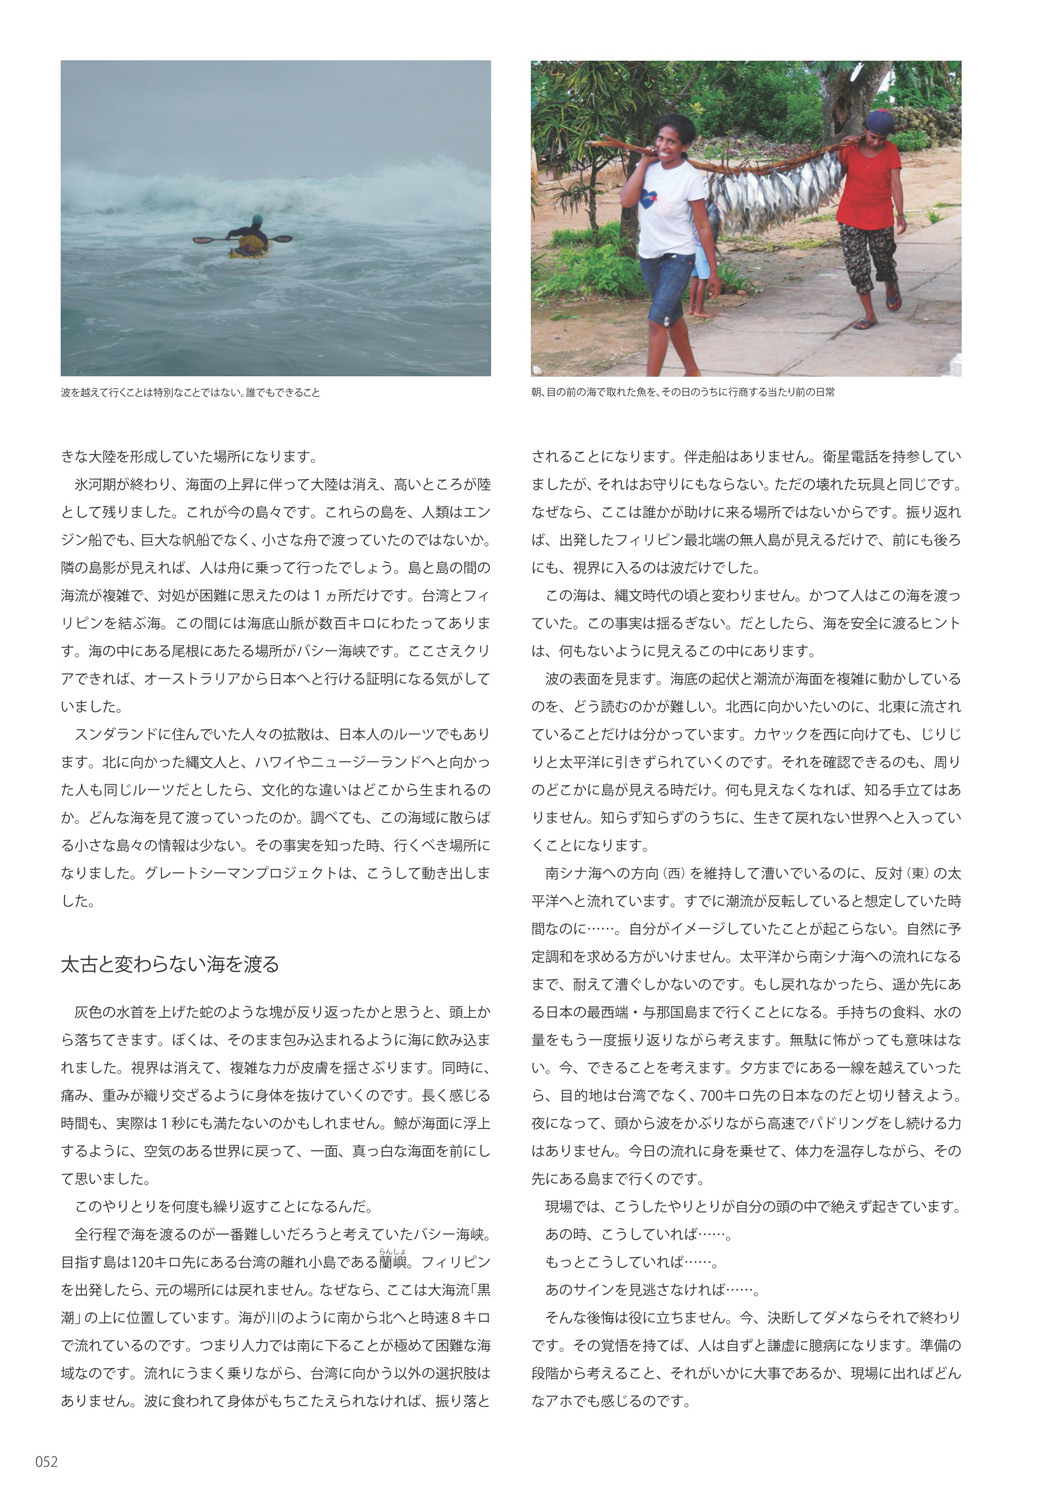 波を越えて行くことは特別なことではない。誰でもできること
朝、目の前の海で取れた魚を、その日のうちに行商する当たり前の日常
きな大陸を形成していた場所になります。
氷河期が終わり、海面の上昇に伴って大陸は消え、高いところが陸
として残りました。これが今の島々です。これらの島を、人類はエン
ジン船でも、巨大な帆船でなく、小さな舟で渡っていたのではないか。
隣の島影が見えれば、人は舟に乗って行ったでしょう。島と島の間の
海流が複雑で、対処が困難に思えたのは1ヵ所だけです。台湾とフィ
リピンを結ぶ海。この間には海底山脈が数百キロにわたってありま
す。海の中にある尾根にあたる場所がバシー海峡です。ここさえクリ
アできれば、オーストラリアから日本へと行ける証明になる気がして
いました。
スンダランドに住んでいた人々の拡散は、日本人のルーツでもあり
ます。北に向かった縄文人と、ハワイやニュージーランドへと向かっ
た人も同じルーツだとしたら、文化的な違いはどこから生まれるの
か。どんな海を見て渡っていったのか。調べても、この海域に散らば
る小さな島々の情報は少ない。その事実を知った時、行くべき場所に
なりました。グレートシーマンプロジェクトは、こうして動き出しま
した。
太古と変わらない海を渡る
灰色の水首を上げた蛇のような塊が反り返ったかと思うと、頭上か
ら落ちてきます。ぼくは、そのまま包み込まれるように海に飲み込ま
れました。視界は消えて、複雑な力が皮膚を揺さぶります。同時に、
痛み、重みが織り交ざるように身体を抜けていくのです。長く感じる
時間も、実際は1秒にも満たないのかもしれません。鯨が海面に浮上
するように、空気のある世界に戻って、一面、真っ白な海面を前にし
て思いました。
このやりとりを何度も繰り返すことになるんだ。
全行程で海を渡るのが一番難しいだろうと考えていたバシー海峡。
らんしょ
目指す島は120キロ先にある台湾の離れ小島である蘭嶼。フィリピン
を出発したら、元の場所には戻れません。なぜなら、ここは大海流「黒
潮」の上に位置しています。海が川のように南から北へと時速8キロ
で流れているのです。つまり人力では南に下ることが極めて困難な海
域なのです。流れにうまく乗りながら、台湾に向かう以外の選択肢は
ありません。波に食われて身体がもちこたえられなければ、振り落と
されることになります。伴走船はありません。衛星電話を持参してい
ましたが、それはお守りにもならない。ただの壊れた玩具と同じです。
なぜなら、ここは誰かが助けに来る場所ではないからです。振り返れ
ば、出発したフィリピン最北端の無人島が見えるだけで、前にも後ろ
にも、視界に入るのは波だけでした。
この海は、縄文時代の頃と変わりません。かつて人はこの海を渡っ
ていた。この事実は揺るぎない。だとしたら、海を安全に渡るヒント
は、何もないように見えるこの中にあります。
波の表面を見ます。海底の起伏と潮流が海面を複雑に動かしている
のを、どう読むのかが難しい。北西に向かいたいのに、北東に流され
ていることだけは分かっています。カヤックを西に向けても、じりじ
りと太平洋に引きずられていくのです。それを確認できるのも、周り
のどこかに島が見える時だけ。何も見えなくなれば、知る手立てはあ
りません。知らず知らずのうちに、生きて戻れない世界へと入ってい
くことになります。
南シナ海への方向(西)を維持して漕いでいるのに、反対(東)の太
平洋へと流れています。すでに潮流が反転していると想定していた時
間なのに……。自分がイメージしていたことが起こらない。自然に予
定調和を求める方がいけません。太平洋から南シナ海への流れになる
まで、耐えて漕ぐしかないのです。もし戻れなかったら、遥か先にあ
る日本の最西端・与那国島まで行くことになる。手持ちの食料、水の
量をもう一度振り返りながら考えます。無駄に怖がっても意味はな
い。今、できることを考えます。夕方までにある一線を越えていった
ら、目的地は台湾でなく、700キロ先の日本なのだと切り替えよう。
夜になって、頭から波をかぶりながら高速でパドリングをし続ける力
はありません。今日の流れに身を乗せて、体力を温存しながら、その
先にある島まで行くのです。
現場では、こうしたやりとりが自分の頭の中で絶えず起きています。
あの時、こうしていれば……。
もっとこうしていれば……。
あのサインを見逃さなければ……。
そんな後悔は役に立ちません。今、決断してダメならそれで終わり
です。その覚悟を持てば、人は自ずと謙虚に臆病になります。準備の
段階から考えること、それがいかに大事であるか、現場に出ればどん
なアホでも感じるのです。
052